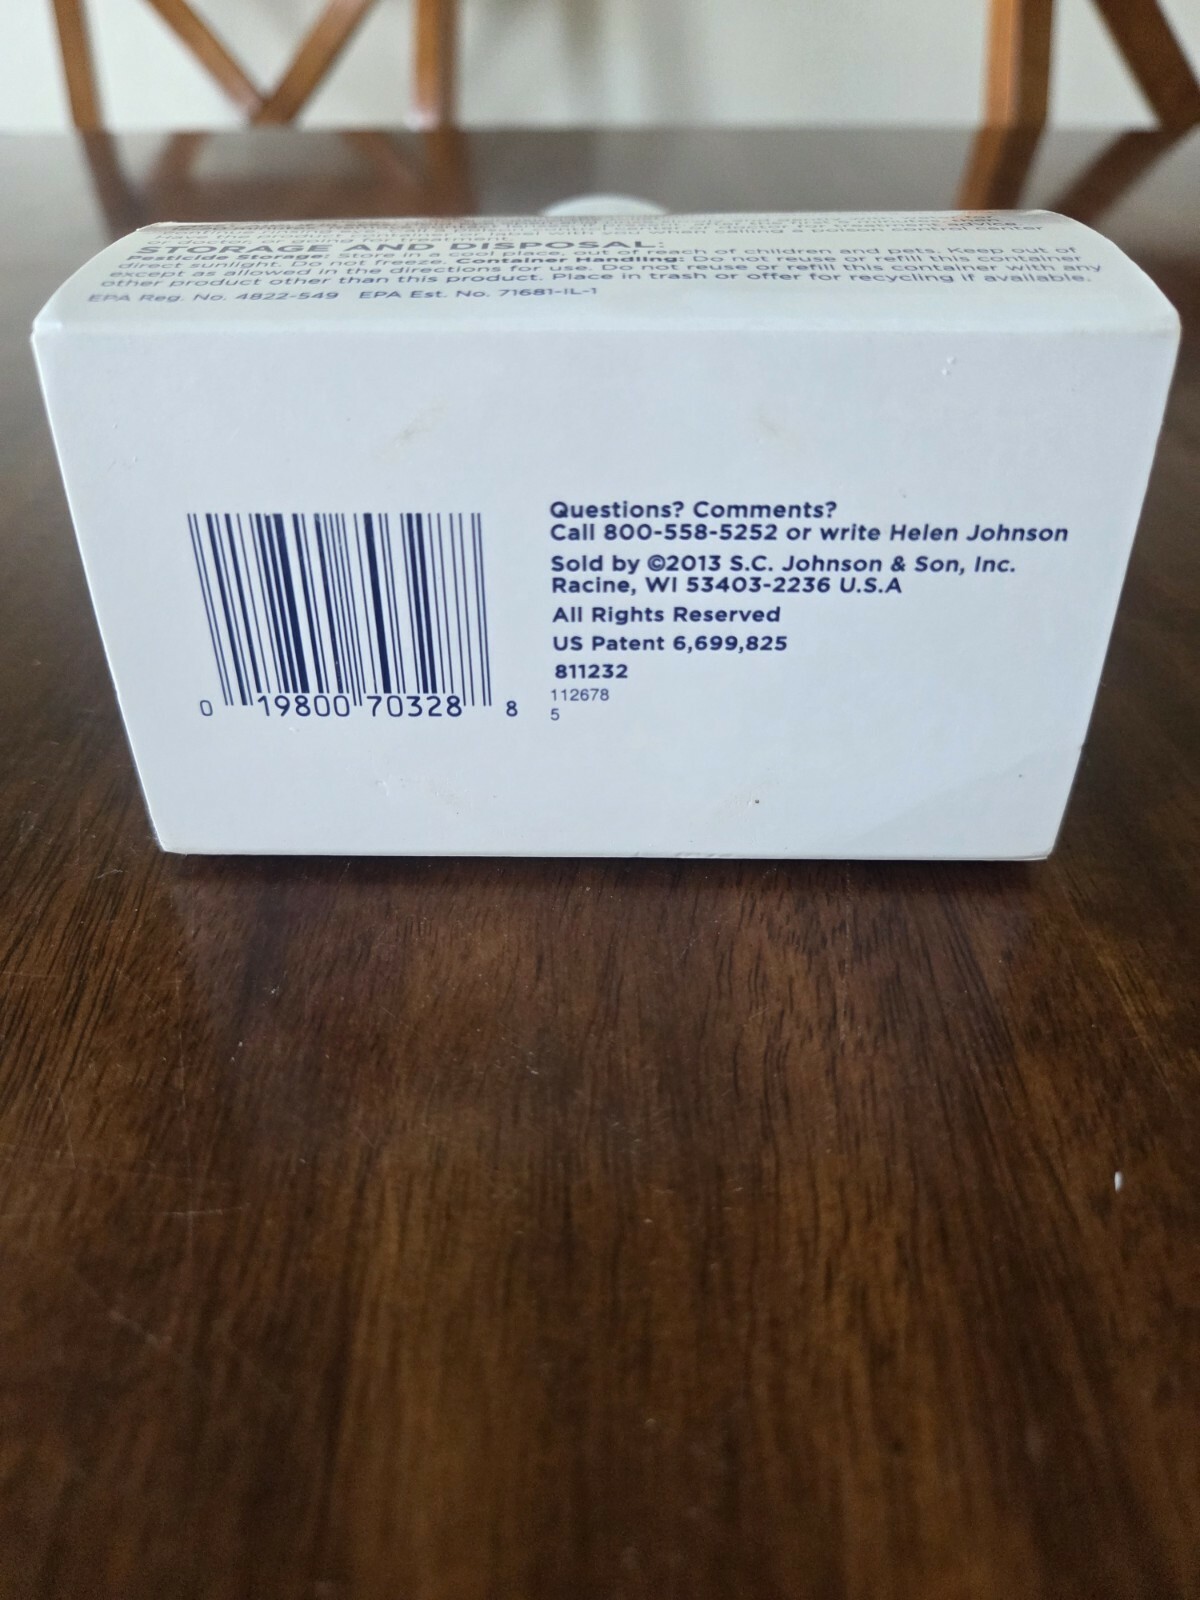 STORAGE AND DISPOSAL:
Pesticide Storage: Store in a cool place, out of reach of children and pets. Keep out of
direct sunlight. Do not freeze. Container Handling: Do not reuse or refill this container
except as allowed in the directions for use. Do not reuse or refill this container with any
other product other than this product. Place in trash or offer for recycling if available.
EPA Reg. No. 4822-549 EPA Est. No. 71681-IL-1
Questions? Comments?
Call 800-558-5252 or write Helen Johnson
Sold by ©2013 S.C. Johnson & Son, Inc.
Racine, WI 53403-2236 U.S.A
All Rights Reserved
US Patent 6,699,825
811232
112678
5
0 19800 70328 8